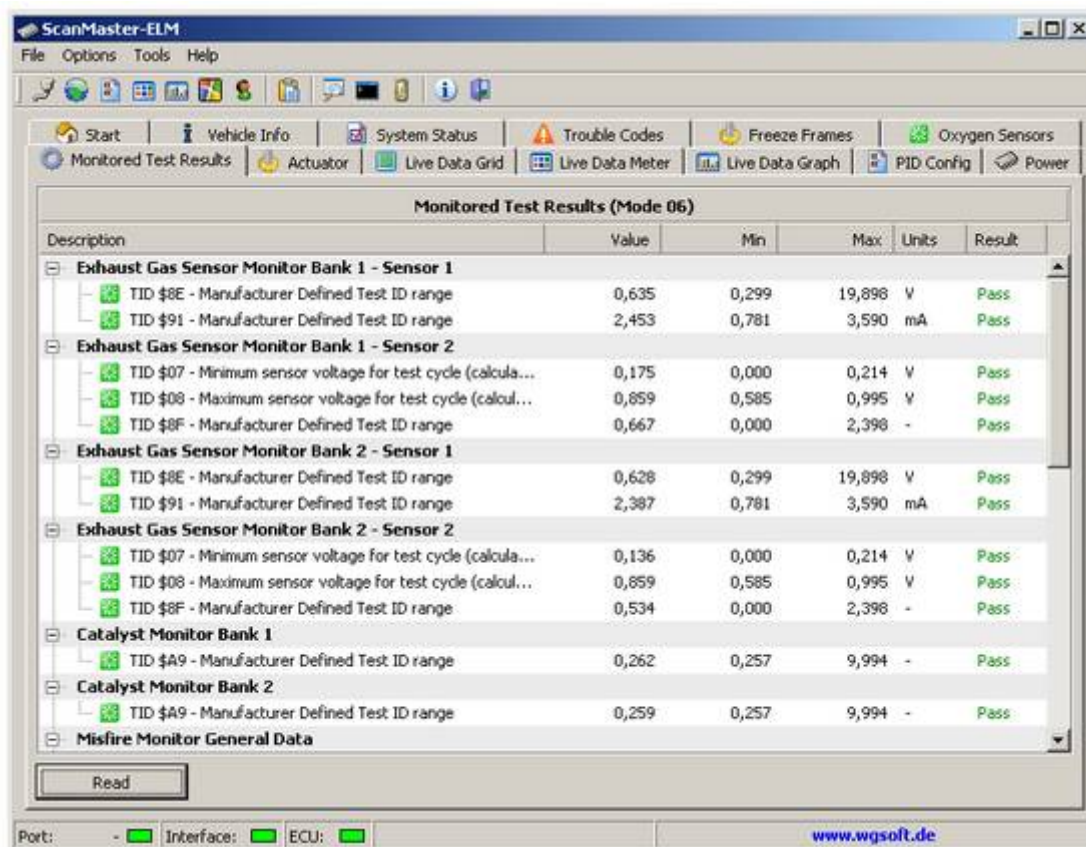 ScanMaster-ELM
File Options Tools Help
Start Vehicle Info System Status Trouble Codes Freeze Frames Oxygen Sensors
Monitored Test Results Actuator Live Data Grid Live Data Meter Live Data Graph PID Config Power
Monitored Test Results (Mode 06)
Description Value Min Max Units Result
Exhaust Gas Sensor Monitor Bank 1 - Sensor 1
TID $8E - Manufacturer Defined Test ID range 0,635 0,299 19,898 V Pass
TID $91 - Manufacturer Defined Test ID range 2,453 0,781 3,590 mA Pass
Exhaust Gas Sensor Monitor Bank 1 - Sensor 2
TID $07 - Minimum sensor voltage for test cycle (calcula... 0,175 0,000 0,214 V Pass
TID $08 - Maximum sensor voltage for test cycle (calcul... 0,859 0,585 0,995 V Pass
TID $8F - Manufacturer Defined Test ID range 0,667 0,000 2,398 - Pass
Exhaust Gas Sensor Monitor Bank 2 - Sensor 1
TID $8E - Manufacturer Defined Test ID range 0,628 0,299 19,898 V Pass
TID $91 - Manufacturer Defined Test ID range 2,387 0,781 3,590 mA Pass
Exhaust Gas Sensor Monitor Bank 2 - Sensor 2
TID $07 - Minimum sensor voltage for test cycle (calcula... 0,136 0,000 0,214 V Pass
TID $08 - Maximum sensor voltage for test cycle (calcul... 0,859 0,585 0,995 V Pass
TID $8F - Manufacturer Defined Test ID range 0,534 0,000 2,398 - Pass
Catalyst Monitor Bank 1
TID $A9 - Manufacturer Defined Test ID range 0,262 0,257 9,994 - Pass
Catalyst Monitor Bank 2
TID $A9 - Manufacturer Defined Test ID range 0,259 0,257 9,994 - Pass
Misfire Monitor General Data
Read
Port: - Interface: ECU: www.wgsoft.de